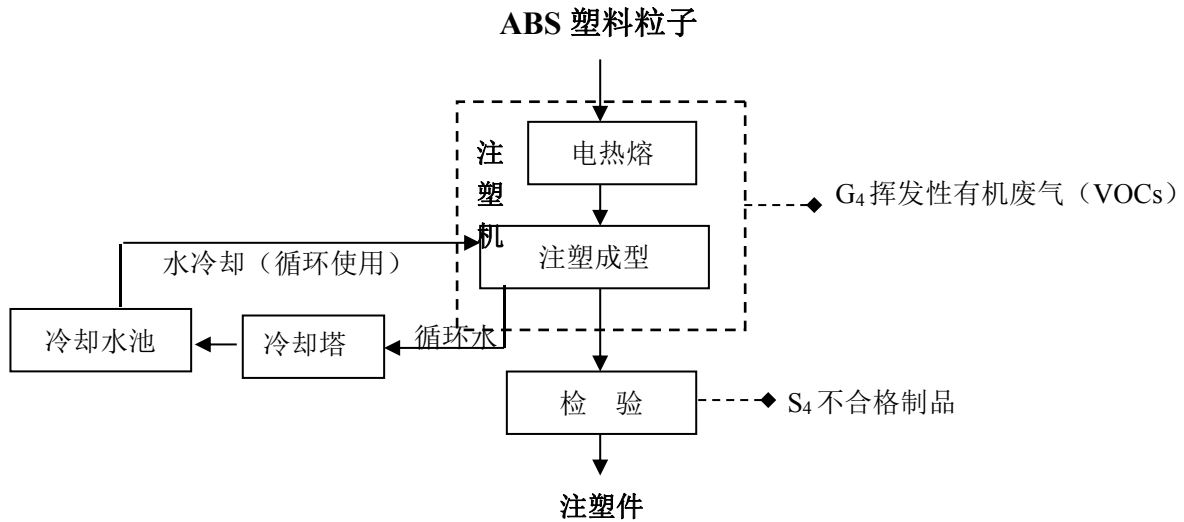 ABS 塑料粒子
注塑机
电热熔
G4 挥发性有机废气（VOCs）
注塑成型
水冷却（循环使用）
冷却水池
冷却塔
循环水
检 验
S4 不合格制品
注塑件